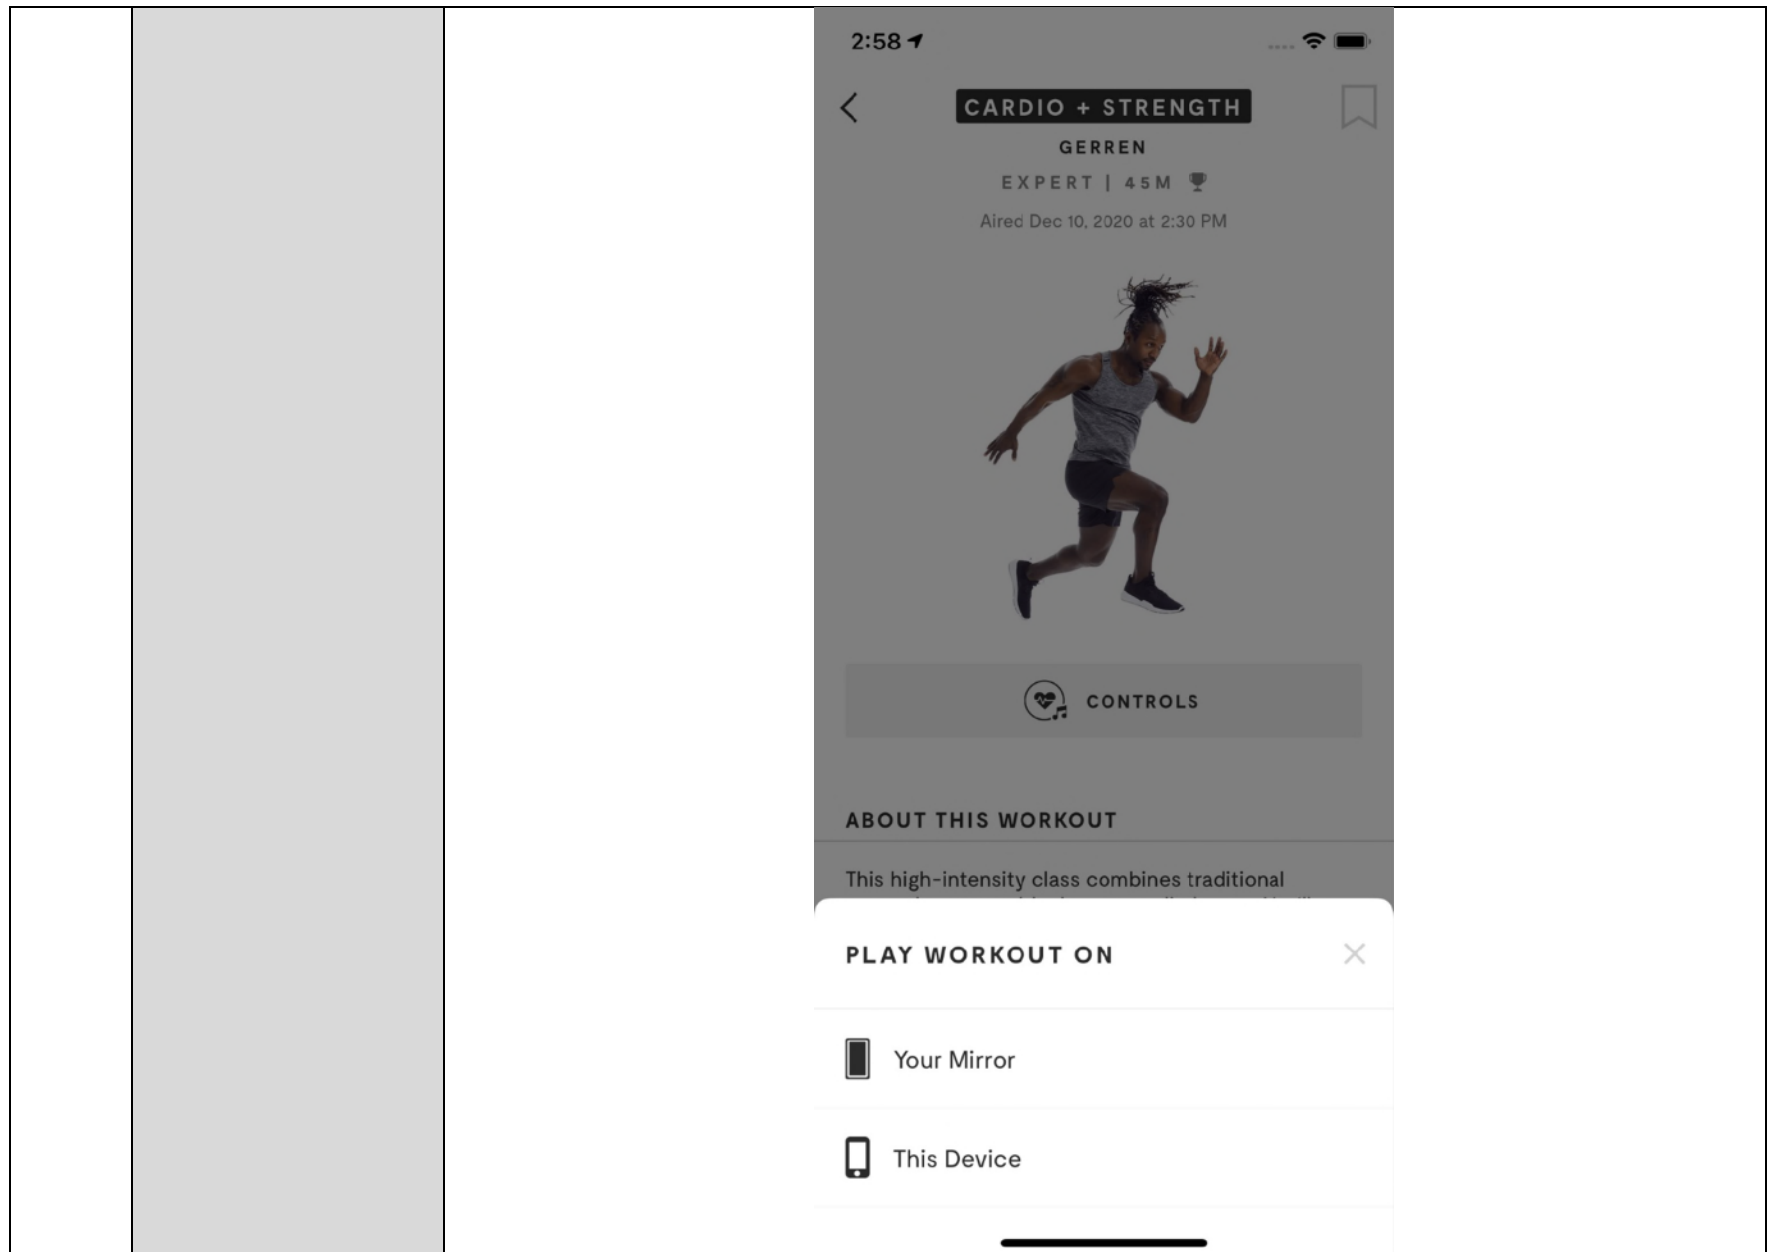 2:58
CARDIO + STRENGTH
GERREN
EXPERT | 45M
Aired Dec 10, 2020 at 2:30 PM
CONTROLS
ABOUT THIS WORKOUT
This high-intensity class combines traditional
PLAY WORKOUT ON
Your Mirror
This Device